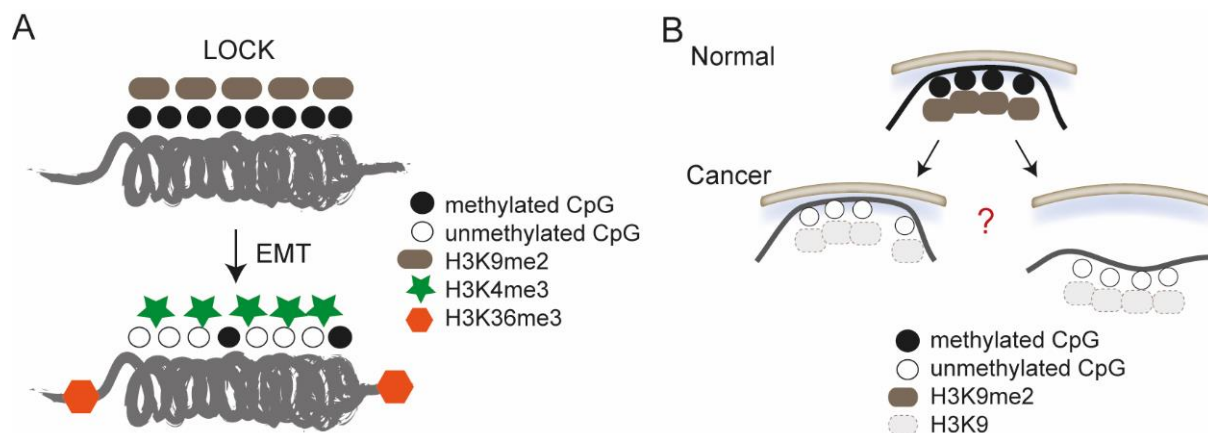 A
LOCK
EMT
methylated CpG
unmethylated CpG
H3K9me2
H3K4me3
H3K36me3
B
Normal
Cancer
?
methylated CpG
unmethylated CpG
H3K9me2
H3K9